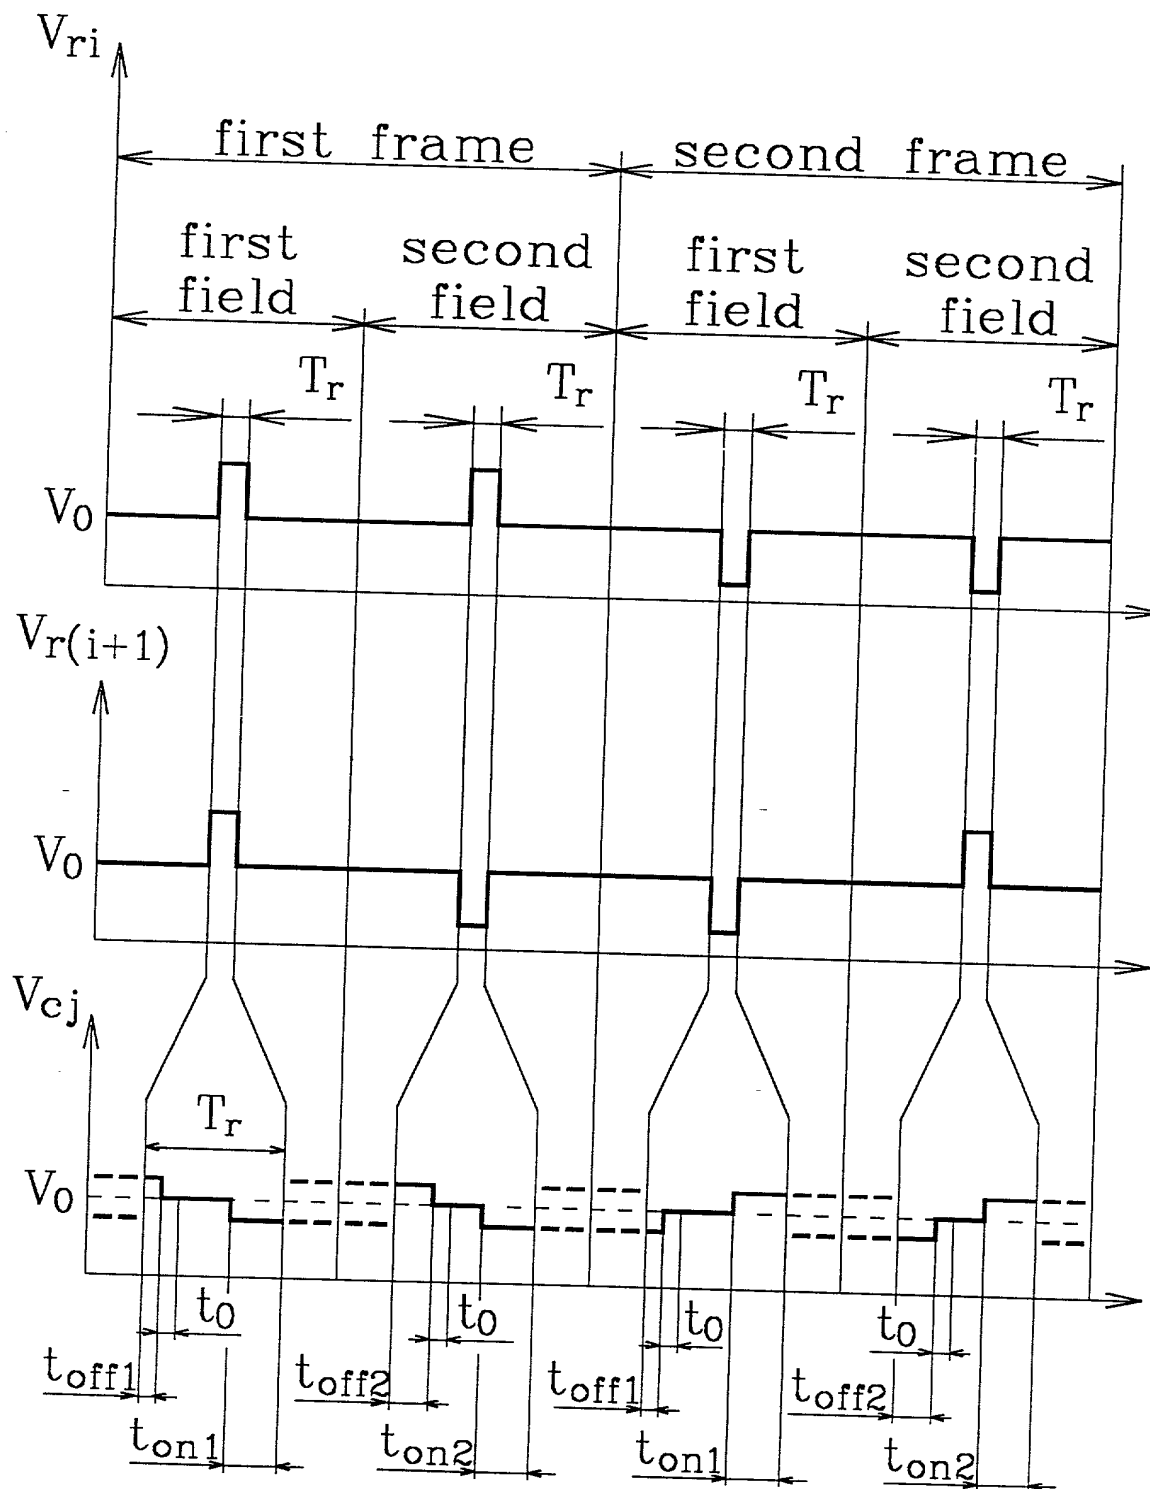 Vri
first frame
second frame
first field
second field
first field
second field
Tr
Tr
Tr
Tr
V0
Vr(i+1)
V0
Vcj
Tr
V0
t0
t0
t0
t0
toff1
toff2
toff1
toff2
ton1
ton2
ton1
ton2